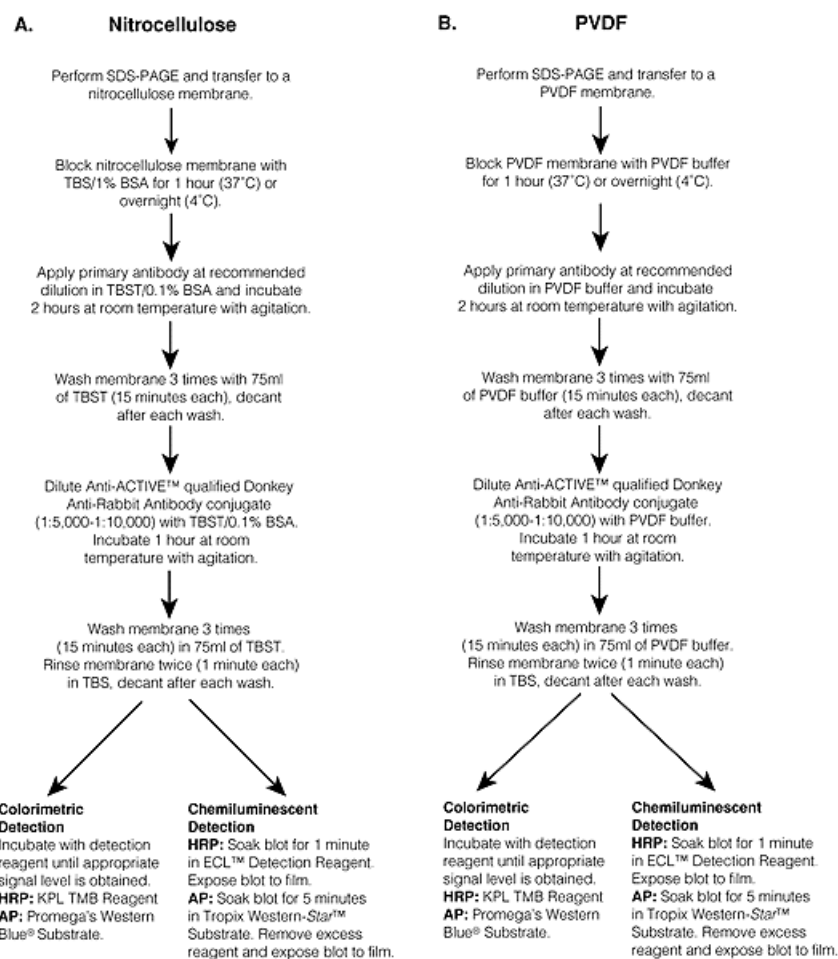 A. Nitrocellulose
Perform SDS-PAGE and transfer to a
nitrocellulose membrane.
Block nitrocellulose membrane with
TBS/1% BSA for 1 hour (37˚C) or
overnight (4˚C).
Apply primary antibody at recommended
dilution in TBST/0.1% BSA and incubate
2 hours at room temperature with agitation.
Wash membrane 3 times with 75ml
of TBST (15 minutes each), decant
after each wash.
Dilute Anti-ACTIVE™ qualified Donkey
Anti-Rabbit Antibody conjugate
(1:5,000-1:10,000) with TBST/0.1% BSA.
Incubate 1 hour at room
temperature with agitation.
Wash membrane 3 times
(15 minutes each) in 75ml of TBST.
Rinse membrane twice (1 minute each)
in TBS, decant after each wash.
Colorimetric
Detection
Incubate with detection
reagent until appropriate
signal level is obtained.
HRP: KPL TMB Reagent
AP: Promega's Western
Blue® Substrate.
Chemiluminescent
Detection
HRP: Soak blot for 1 minute
in ECL™ Detection Reagent.
Expose blot to film.
AP: Soak blot for 5 minutes
in Tropix Western-Star™
Substrate. Remove excess
reagent and expose blot to film.
B. PVDF
Perform SDS-PAGE and transfer to a
PVDF membrane.
Block PVDF membrane with PVDF buffer
for 1 hour (37˚C) or overnight (4˚C).
Apply primary antibody at recommended
dilution in PVDF buffer and incubate
2 hours at room temperature with agitation.
Wash membrane 3 times with 75ml
of PVDF buffer (15 minutes each), decant
after each wash.
Dilute Anti-ACTIVE™ qualified Donkey
Anti-Rabbit Antibody conjugate
(1:5,000-1:10,000) with PVDF buffer.
Incubate 1 hour at room
temperature with agitation.
Wash membrane 3 times
(15 minutes each) in 75ml of PVDF buffer.
Rinse membrane twice (1 minute each)
in TBS, decant after each wash.
Colorimetric
Detection
Incubate with detection
reagent until appropriate
signal level is obtained.
HRP: KPL TMB Reagent
AP: Promega's Western
Blue® Substrate.
Chemiluminescent
Detection
HRP: Soak blot for 1 minute
in ECL™ Detection Reagent.
Expose blot to film.
AP: Soak blot for 5 minutes
in Tropix Western-Star™
Substrate. Remove excess
reagent and expose blot to film.